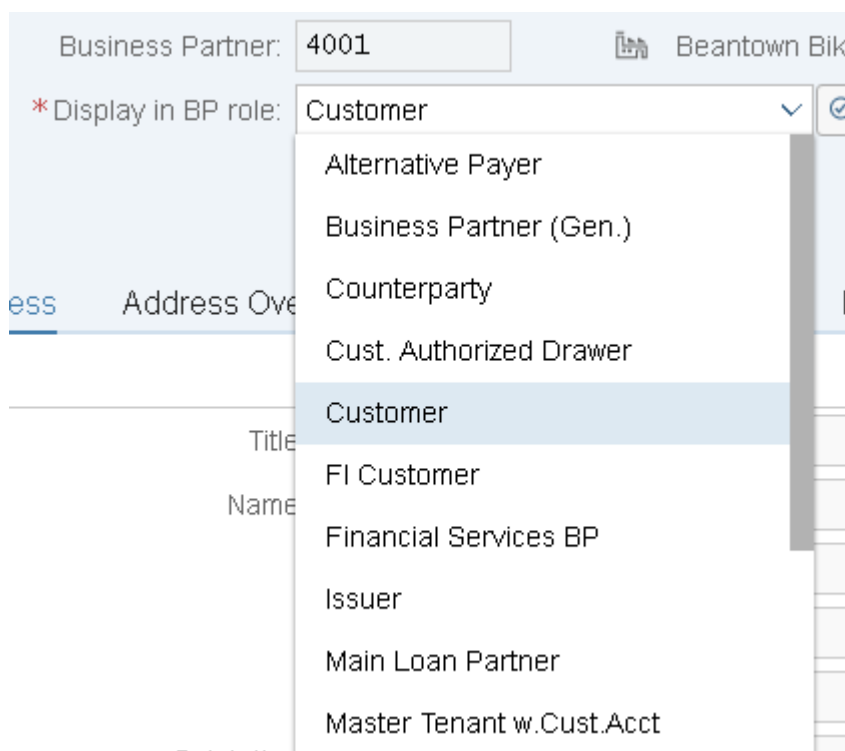 Business Partner: 4001 Beantown Bik
*Display in BP role: Customer
Alternative Payer
Business Partner (Gen.)
Counterparty
ess Address Ove
Cust. Authorized Drawer
Customer
Title
FI Customer
Name
Financial Services BP
Issuer
Main Loan Partner
Master Tenant w.Cust.Acct